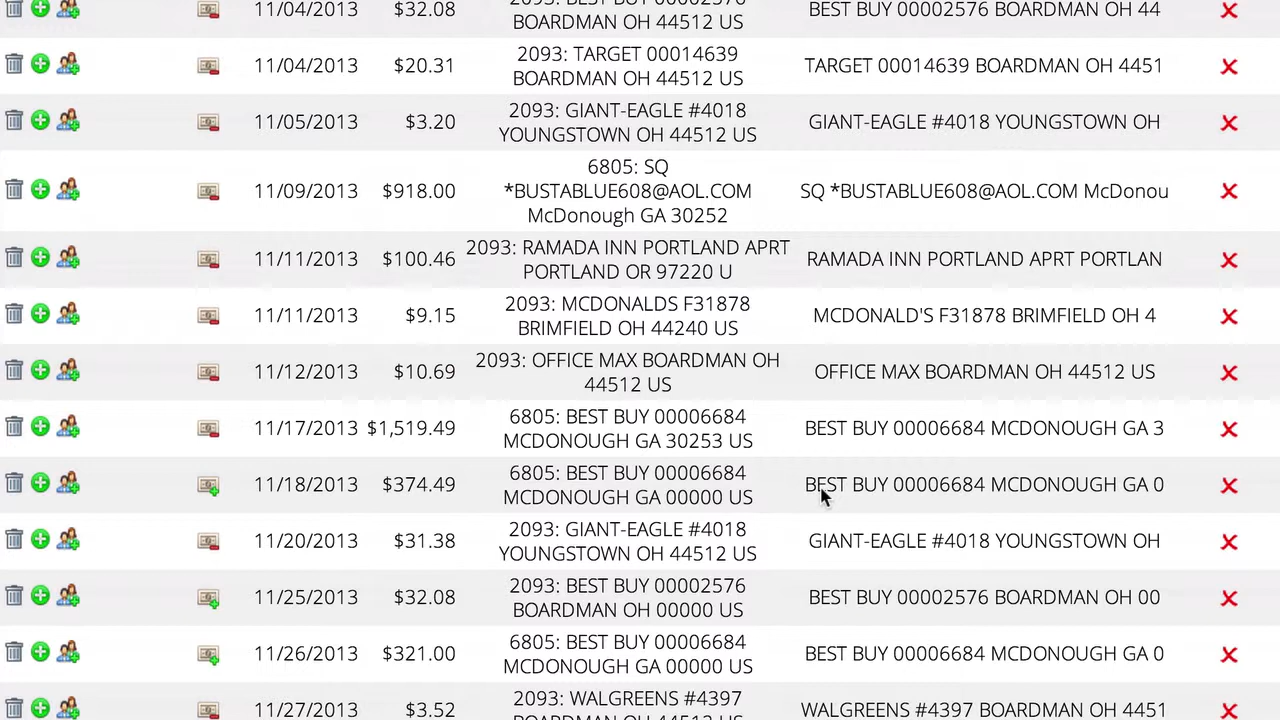 11/04/2013 $32.08 2093: BEST BUY 00002576 BEST BUY 00002576 BOARDMAN OH 44
BOARDMAN OH 44512 US
2093: TARGET 00014639
11/04/2013 $20.31 TARGET 00014639 BOARDMAN OH 4451
BOARDMAN OH 44512 US
2093: GIANT-EAGLE #4018
11/05/2013 $3.20 GIANT-EAGLE #4018 YOUNGSTOWN OH
YOUNGSTOWN OH 44512 US
6805: SQ
11/09/2013 $918.00 *BUSTABLUE608@AOL.COM SQ *BUSTABLUE608@AOL.COM McDonou
McDonough GA 30252
2093: RAMADA INN PORTLAND APRT
11/11/2013 $100.46 RAMADA INN PORTLAND APRT PORTLAN
PORTLAND OR 97220 U
2093: MCDONALDS F31878
11/11/2013 $9.15 MCDONALD'S F31878 BRIMFIELD OH 4
BRIMFIELD OH 44240 US
2093: OFFICE MAX BOARDMAN OH
11/12/2013 $10.69 OFFICE MAX BOARDMAN OH 44512 US
44512 US
6805: BEST BUY 00006684
11/17/2013 $1,519.49 BEST BUY 00006684 MCDONOUGH GA 3
MCDONOUGH GA 30253 US
6805: BEST BUY 00006684
11/18/2013 $374.49 BEST BUY 00006684 MCDONOUGH GA 0
MCDONOUGH GA 00000 US
2093: GIANT-EAGLE #4018
11/20/2013 $31.38 GIANT-EAGLE #4018 YOUNGSTOWN OH
YOUNGSTOWN OH 44512 US
2093: BEST BUY 00002576
11/25/2013 $32.08 BEST BUY 00002576 BOARDMAN OH 00
BOARDMAN OH 00000 US
6805: BEST BUY 00006684
11/26/2013 $321.00 BEST BUY 00006684 MCDONOUGH GA 0
MCDONOUGH GA 00000 US
2093: WALGREENS #4397
11/27/2013 $3.52 WALGREENS #4397 BOARDMAN OH 4451
BOARDMAN OH 44512 US